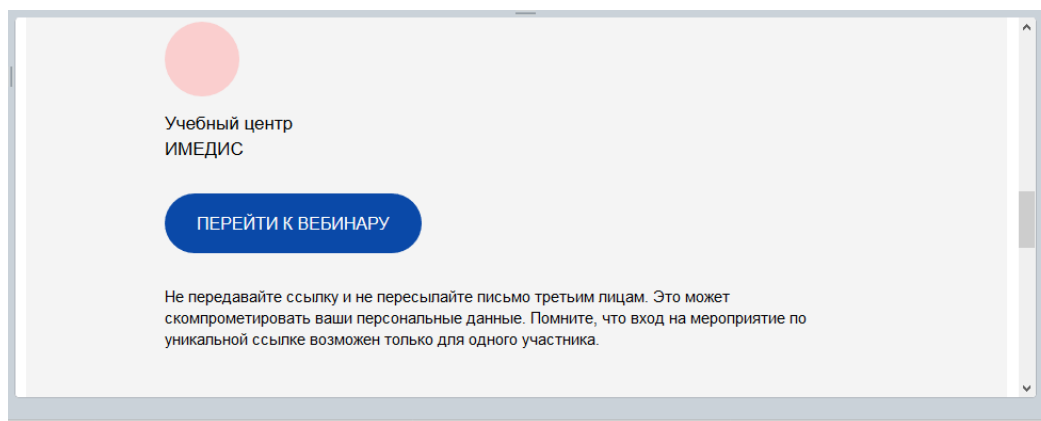 Учебный центр
ИМЕДИС
ПЕРЕЙТИ К ВЕБИНАРУ
Не передавайте ссылку и не пересылайте письмо третьим лицам. Это может
скомпрометировать ваши персональные данные. Помните, что вход на мероприятие по
уникальной ссылке возможен только для одного участника.